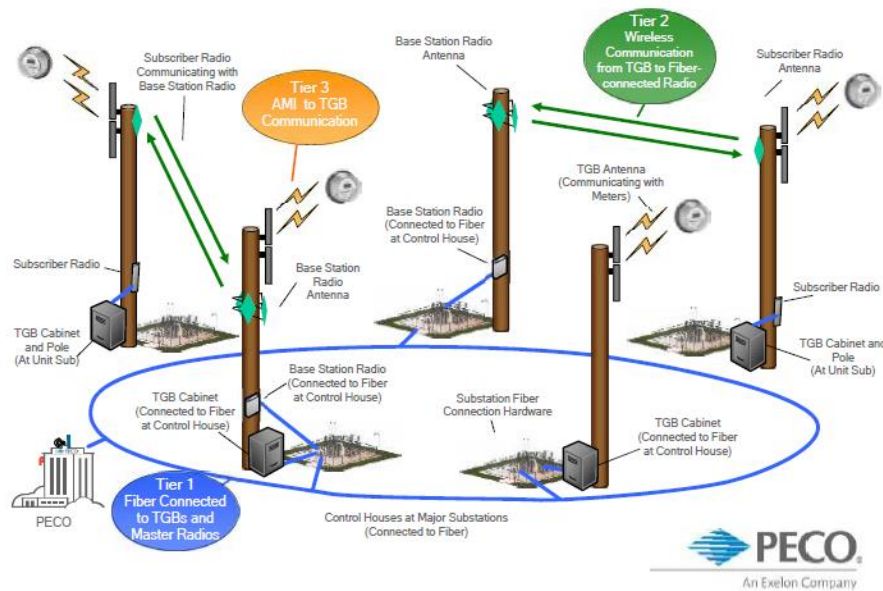 Subscriber Radio
Communicating with
Base Station Radio
Tier 3
AMI to TGB
Communication
Base Station Radio
Antenna
Tier 2
Wireless
Communication
from TGB to Fiber-
connected Radio
Subscriber Radio
Antenna
TGB Antenna
(Communicating with
Meters)
Base Station Radio
(Connected to Fiber
at Control House)
Subscriber Radio
Base Station
Radio
Antenna
Subscriber Radio
TGB Cabinet
and Pole
(At Unit Sub)
TGB Cabinet and
Pole
(At Unit Sub)
Base Station Radio
(Connected to Fiber
at Control House)
TGB Cabinet
(Connected to Fiber
at Control House)
Substation Fiber
Connection Hardware
TGB Cabinet
(Connected to Fiber
at Control House)
PECO
Tier 1
Fiber Connected
to TGBs and
Master Radios
Control Houses at Major Substations
(Connected to Fiber)
PECO®
An Exelon Company